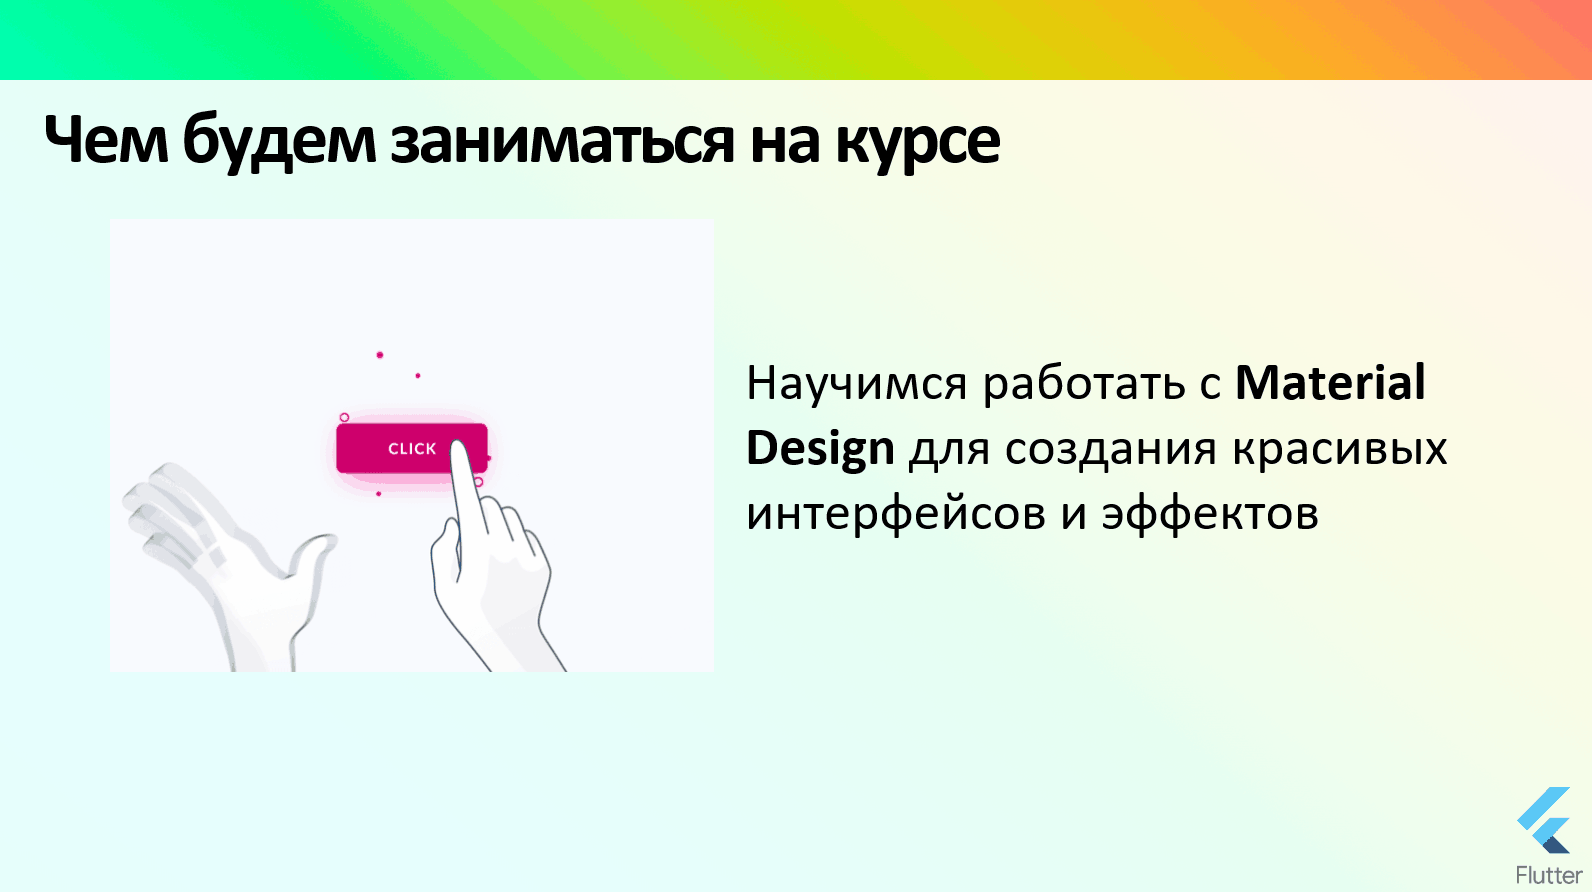 Чем будем заниматься на курсе
CLICK
Научимся работать с Material
Design для создания красивых
интерфейсов и эффектов
Flutter